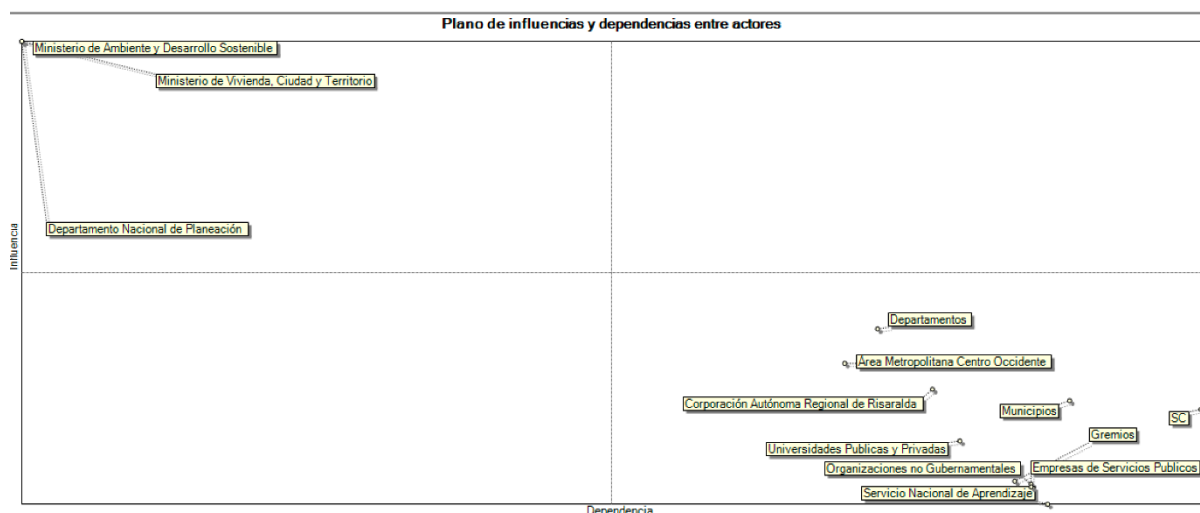 Plano de influencias y dependencias entre actores
Ministerio de Ambiente y Desarrollo Sostenible
Ministerio de Vivienda, Ciudad y Territorio
Departamento Nacional de Planeación
Influencia
Departamentos
Area Metropolitana Centro Occidente
Corporación Autónoma Regional de Risaralda
Municipios
SC
Gremios
Universidades Publicas y Privadas
Organizaciones no Gubernamentales
Empresas de Servicios Publicos
Servicio Nacional de Aprendizaje
Dependencia